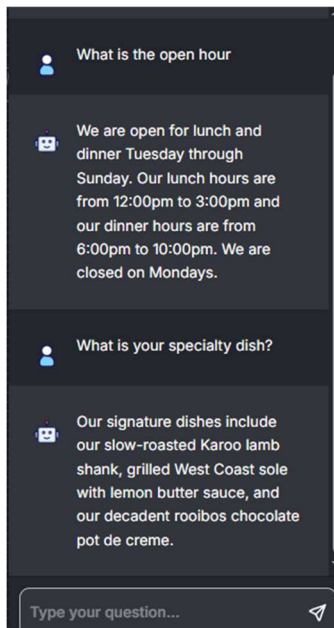 What is the open hour
We are open for lunch and
dinner Tuesday through
Sunday. Our lunch hours are
from 12:00pm to 3:00pm and
our dinner hours are from
6:00pm to 10:00pm. We are
closed on Mondays.
What is your specialty dish?
Our signature dishes include
our slow-roasted Karoo lamb
shank, grilled West Coast sole
with lemon butter sauce, and
our decadent rooibos chocolate
pot de creme.
Type your question...